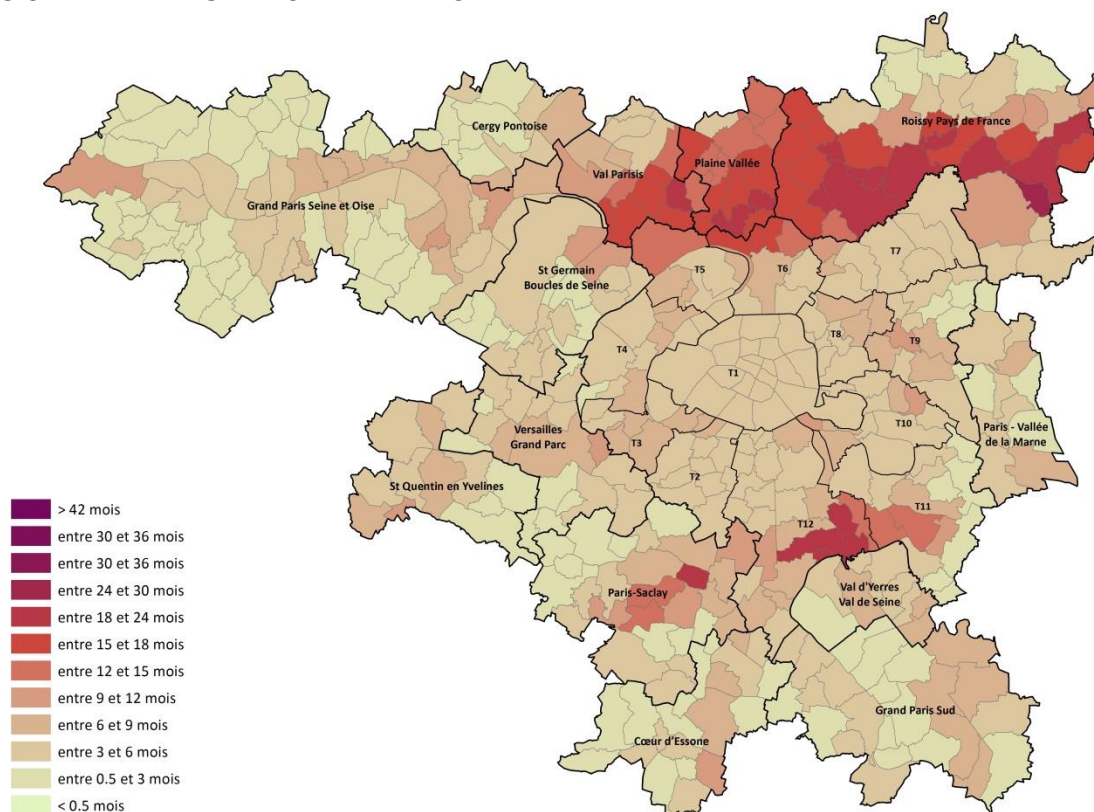 Cergy Pontoise
Roissy Pays de France
Plaine Vallée
Val Parisis
Grand Paris Seine et Oise
T7
T5
T6
St Germain
Boucles de Seine
T8
T9
T4
T1
T10
Paris - Vallée
de la Marne
Versailles
Grand Parc
T3
T2
St Quentin en Yvelines
T11
T12
Val d'Yerres
Val de Seine
Paris-Saclay
Grand Paris Sud
Cœur d'Essone
> 42 mois
entre 30 et 36 mois
entre 30 et 36 mois
entre 24 et 30 mois
entre 18 et 24 mois
entre 15 et 18 mois
entre 12 et 15 mois
entre 9 et 12 mois
entre 6 et 9 mois
entre 3 et 6 mois
entre 0.5 et 3 mois
< 0.5 mois